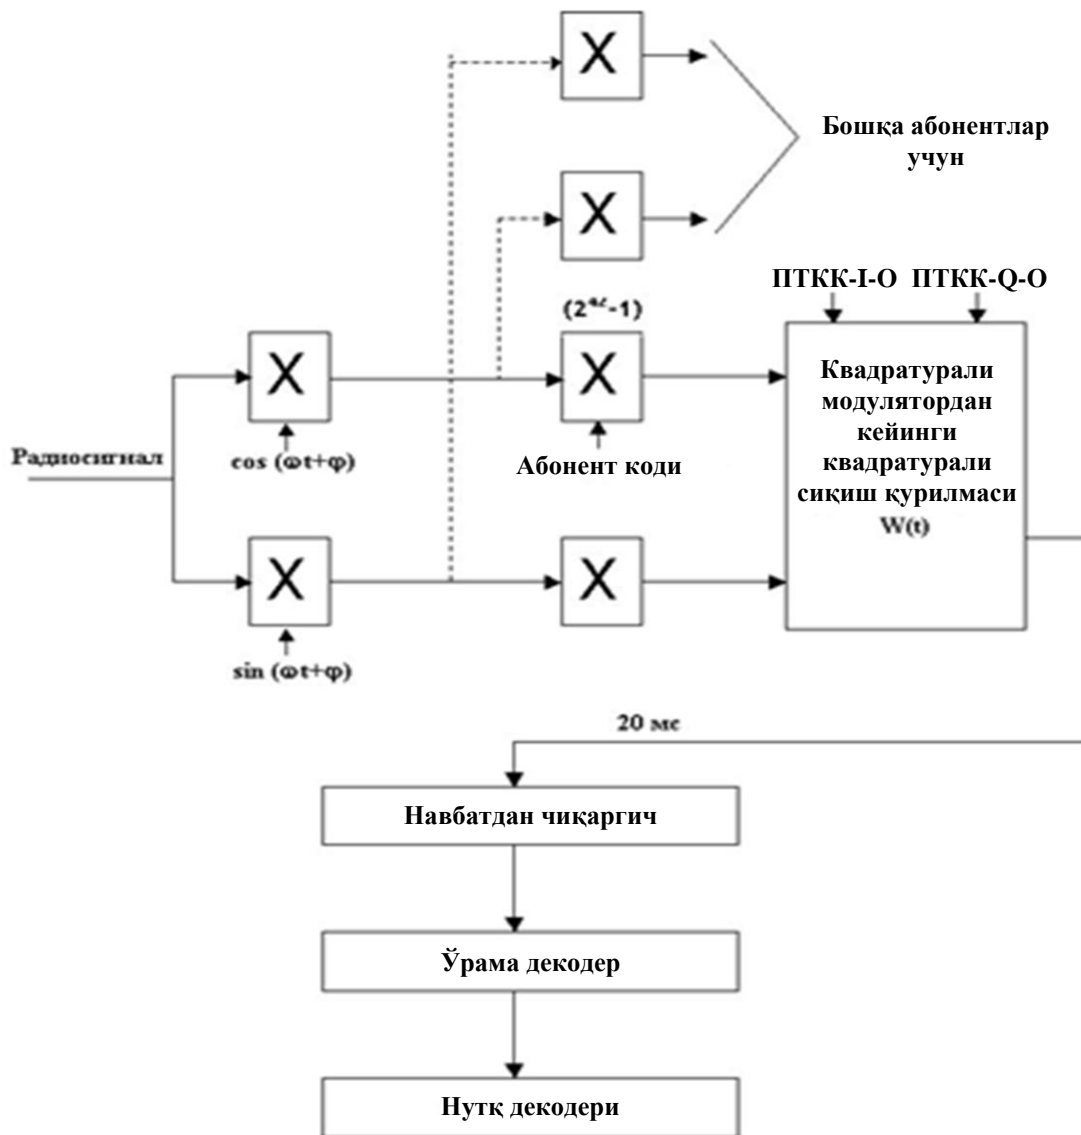 X
Бошқа абонентлар
учун
X
ПТКК-I-О ПТКК-Q-О
(2⁴²-1)
X
X
Квадратурали
модулятордан
кейинги
квадратурали
сиқиш қурилмаси
W(t)
Радиосигнал
cos (ωt+φ)
Абонент коди
X
X
sin (ωt+φ)
20 мс
Навбатдан чиқаргич
Ўрама декодер
Нутқ декодери